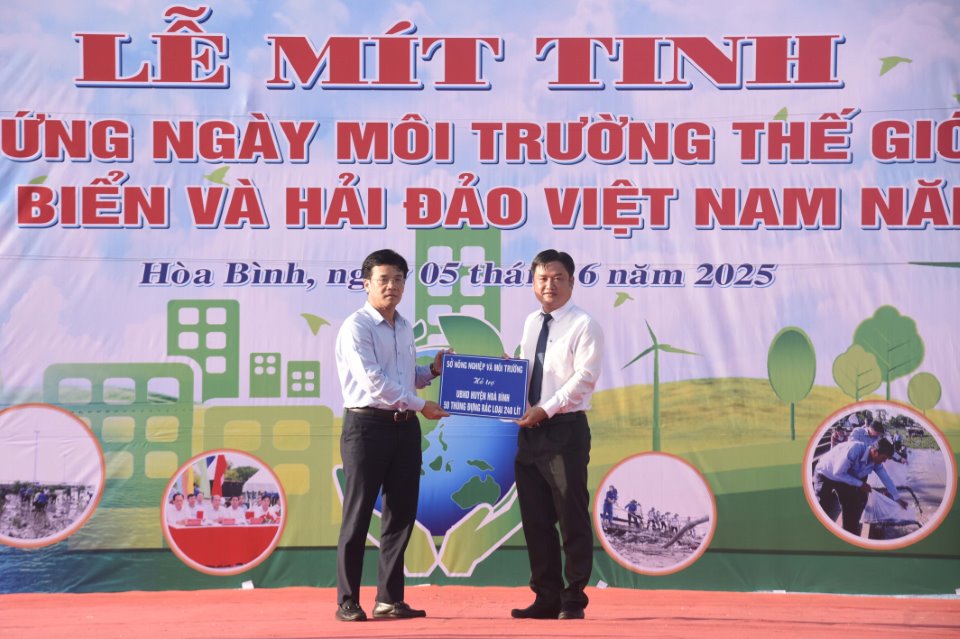 LỄ MÍT TINH
ỨNG NGÀY MÔI TRƯỜNG THẾ GIỚ
BIỂN VÀ HẢI ĐẢO VIỆT NAM NĂ
Hòa Bình, ngày 05 thá 6 năm 2025
SỞ NÔNG NGHIỆP VÀ MÔI TRƯỜNG
Hỗ trợ
UBND HUYỆN HOÀ BÌNH
50 THÙNG ĐỰNG RÁC LOẠI 240 LÍT